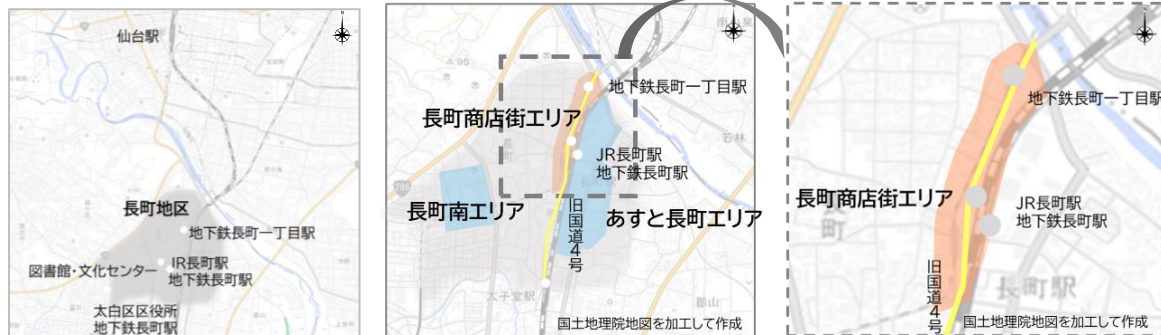 仙台駅
長町地区
地下鉄長町一丁目駅
図書館・文化センター
JR長町駅
地下鉄長町駅
太白区区役所
地下鉄長町駅
地下鉄長町一丁目駅
長町商店街エリア
JR長町駅
地下鉄長町駅
長町南エリア
旧国道4号
あすと長町エリア
太子堂駅
郡山
若林
国土地理院地図を加工して作成
地下鉄長町一丁目駅
長町商店街エリア
JR長町駅
地下鉄長町駅
旧国道4号
長町駅
国土地理院地図を加工して作成